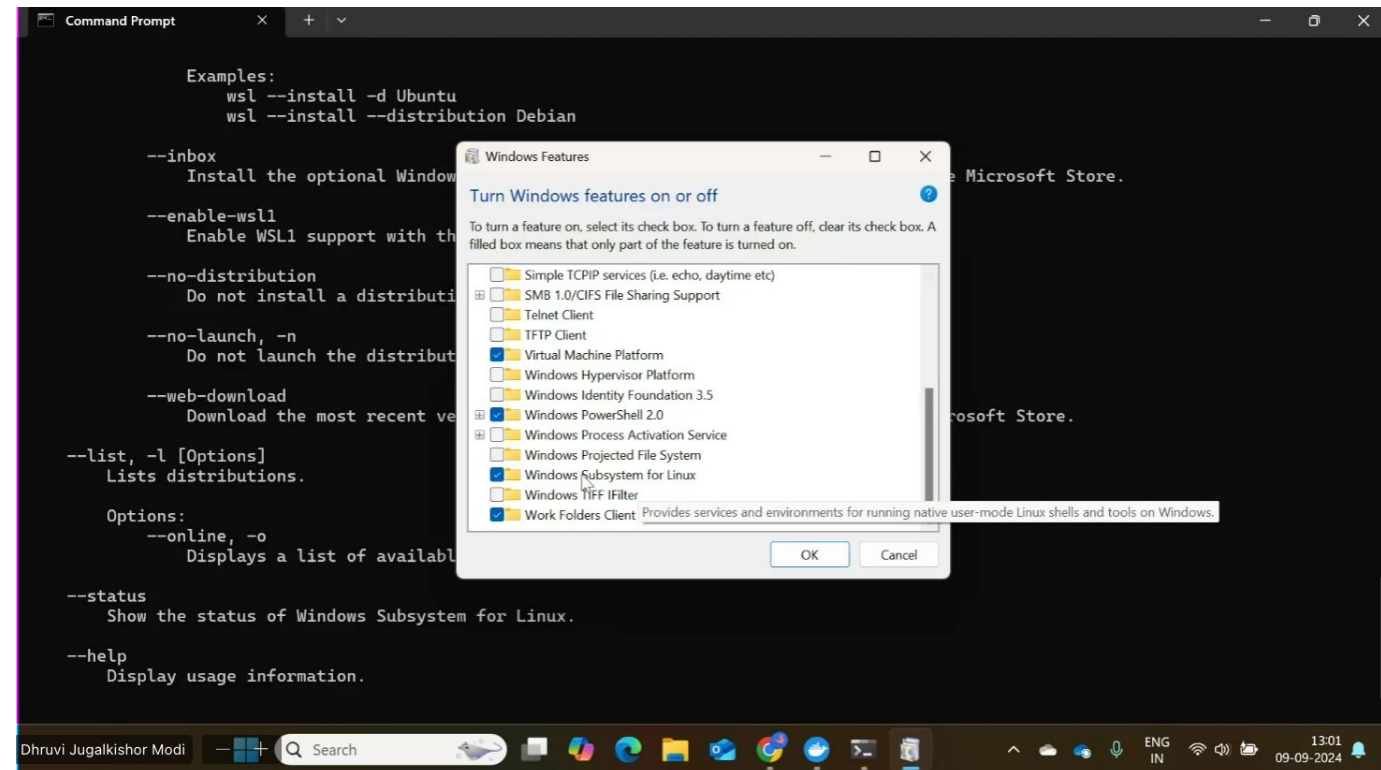 Command Prompt
Examples:
wsl --install -d Ubuntu
wsl --install --distribution Debian
--inbox
Install the optional Window
e Microsoft Store.
--enable-wsl1
Enable WSL1 support with th
--no-distribution
Do not install a distributi
--no-launch, -n
Do not launch the distribut
--web-download
Download the most recent ve
rosoft Store.
--list, -l [Options]
Lists distributions.
Options:
--online, -o
Displays a list of availabl
--status
Show the status of Windows Subsystem for Linux.
--help
Display usage information.
Windows Features
Turn Windows features on or off
To turn a feature on, select its check box. To turn a feature off, clear its check box. A
filled box means that only part of the feature is turned on.
Simple TCPIP services (i.e. echo, daytime etc)
SMB 1.0/CIFS File Sharing Support
Telnet Client
TFTP Client
Virtual Machine Platform
Windows Hypervisor Platform
Windows Identity Foundation 3.5
Windows PowerShell 2.0
Windows Process Activation Service
Windows Projected File System
Windows Subsystem for Linux
Windows TIFF IFilter
Work Folders Client
Provides services and environments for running native user-mode Linux shells and tools on Windows.
OK
Cancel
Dhruvi Jugalkishor Modi
Search
ENG
IN
13:01
09-09-2024